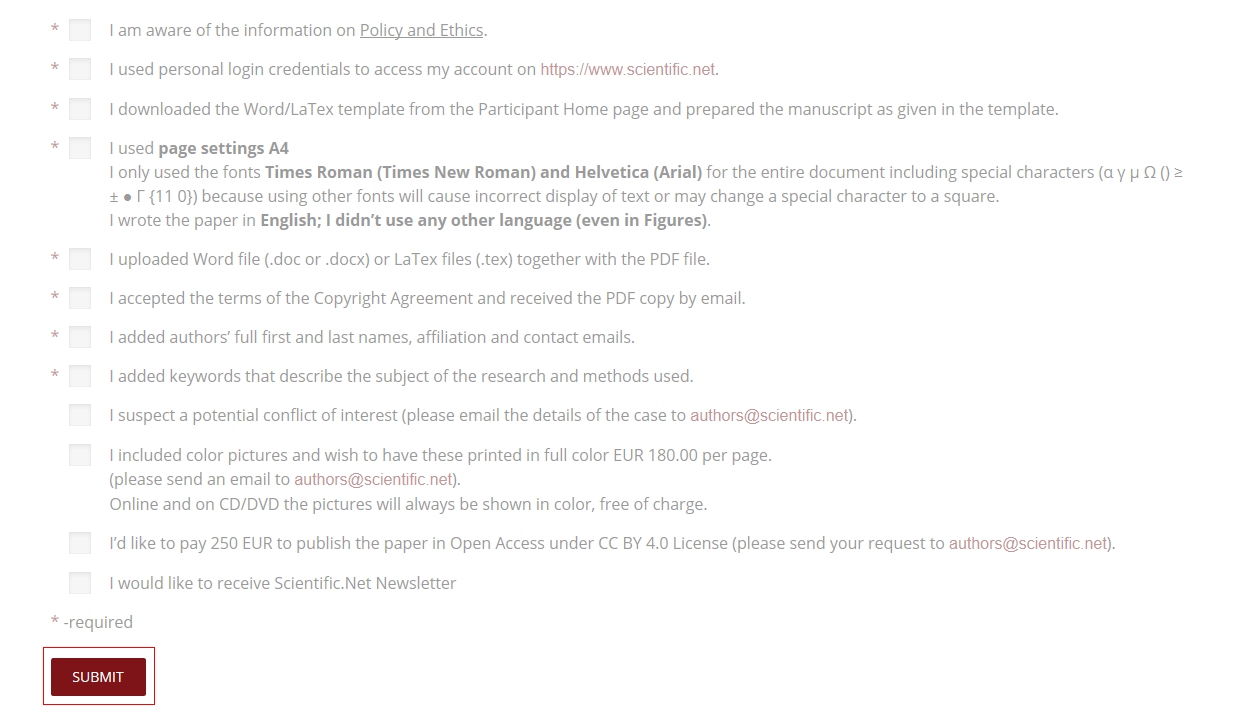 * I am aware of the information on Policy and Ethics.
* I used personal login credentials to access my account on https://www.scientific.net.
* I downloaded the Word/LaTex template from the Participant Home page and prepared the manuscript as given in the template.
* I used page settings A4
I only used the fonts Times Roman (Times New Roman) and Helvetica (Arial) for the entire document including special characters (α γ μ Ω () ≥
± ● Γ {11 0}) because using other fonts will cause incorrect display of text or may change a special character to a square.
I wrote the paper in English; I didn’t use any other language (even in Figures).
* I uploaded Word file (.doc or .docx) or LaTex files (.tex) together with the PDF file.
* I accepted the terms of the Copyright Agreement and received the PDF copy by email.
* I added authors’ full first and last names, affiliation and contact emails.
* I added keywords that describe the subject of the research and methods used.
I suspect a potential conflict of interest (please email the details of the case to authors@scientific.net).
I included color pictures and wish to have these printed in full color EUR 180.00 per page.
(please send an email to authors@scientific.net).
Online and on CD/DVD the pictures will always be shown in color, free of charge.
I’d like to pay 250 EUR to publish the paper in Open Access under CC BY 4.0 License (please send your request to authors@scientific.net).
I would like to receive Scientific.Net Newsletter
* -required
SUBMIT